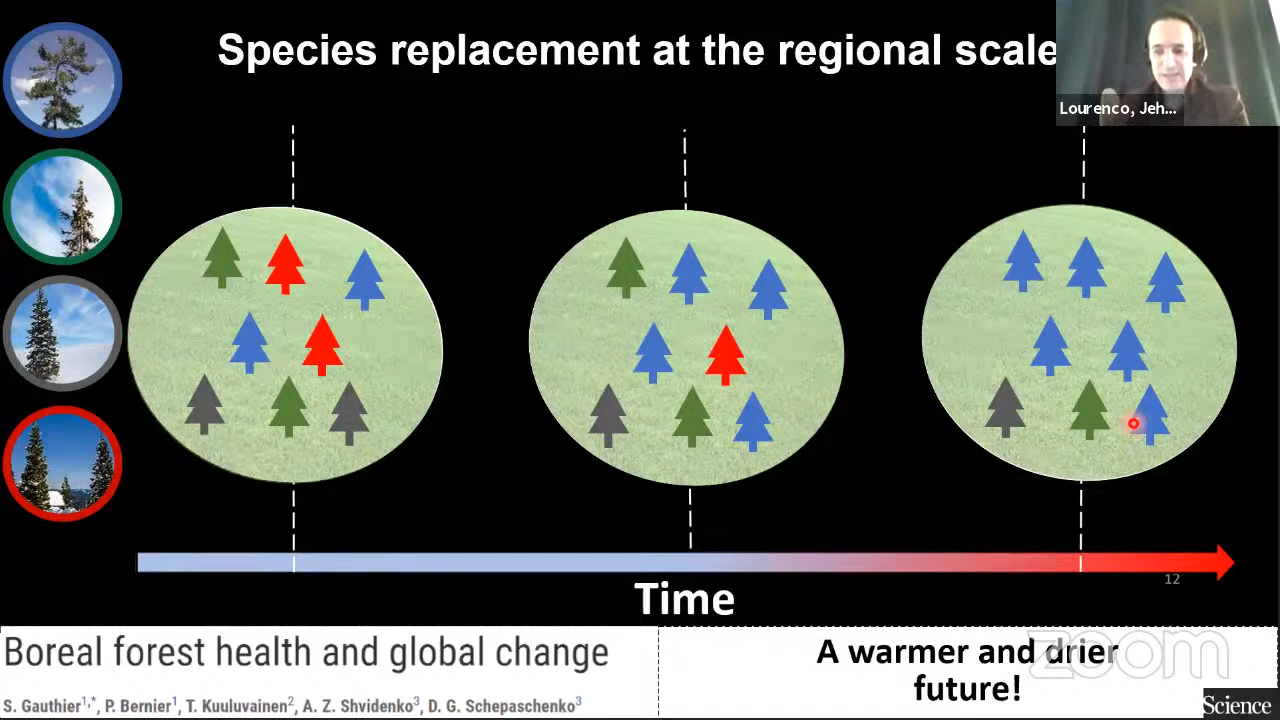 Species replacement at the regional scale
Lourenco, Jeh...
12
Time
Boreal forest health and global change
S. Gauthier1,*, P. Bernier1, T. Kuuluvainen2, A. Z. Shvidenko3, D. G. Schepaschenko3
A warmer and drier
future!
zoom
Science